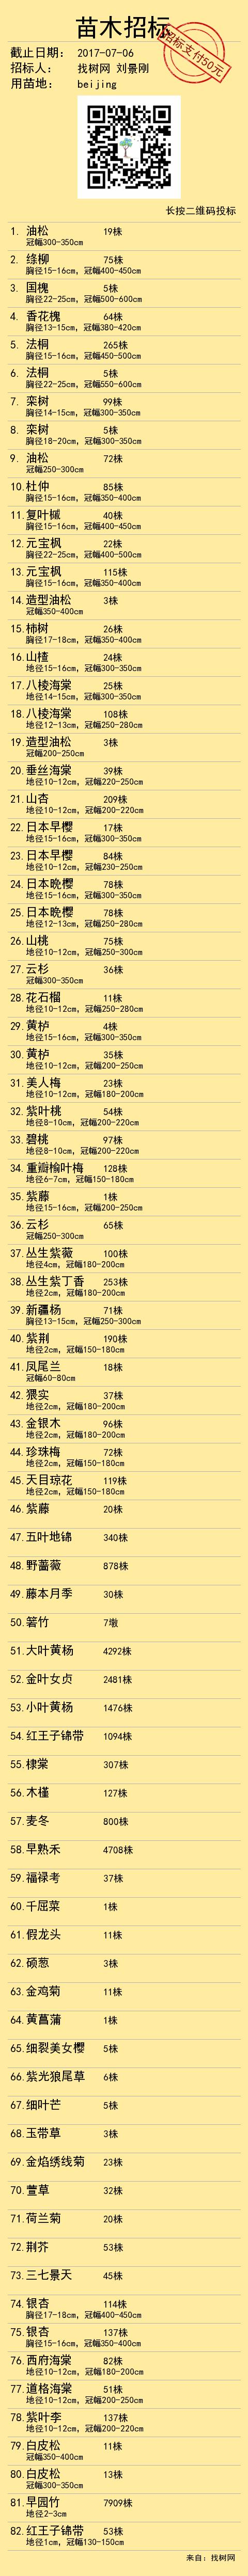 苗木招标
招标支付50元
截止日期: 2017-07-06
招标人: 找树网 刘景刚
用苗地: beijing
长按二维码投标
1. 油松 19株
冠幅300-350cm
2. 绦柳 75株
胸径15-16cm, 冠幅400-450cm
3. 国槐 5株
胸径22-25cm, 冠幅500-600cm
4. 香花槐 64株
胸径13-15cm, 冠幅380-420cm
5. 法桐 265株
胸径15-16cm, 冠幅450-500cm
6. 法桐 5株
胸径22-25cm, 冠幅550-600cm
7. 栾树 99株
胸径14-15cm, 冠幅300-350cm
8. 栾树 5株
胸径18-20cm, 冠幅300-350cm
9. 油松 72株
冠幅250-300cm
10. 杜仲 85株
胸径15-16cm, 冠幅350-400cm
11. 复叶槭 40株
胸径15-16cm, 冠幅400-450cm
12. 元宝枫 22株
胸径22-25cm, 冠幅400-500cm
13. 元宝枫 115株
胸径15-16cm, 冠幅350-400cm
14. 造型油松 3株
冠幅350-400cm
15. 柿树 26株
胸径17-18cm, 冠幅350-400cm
16. 山楂 24株
地径15-16cm, 冠幅300-350cm
17. 八棱海棠 25株
地径14-15cm, 冠幅300-350cm
18. 八棱海棠 108株
地径12-13cm, 冠幅250-280cm
19. 造型油松 3株
冠幅200-250cm
20. 垂丝海棠 39株
地径10-12cm, 冠幅220-250cm
21. 山杏 209株
地径10-12cm, 冠幅200-220cm
22. 日本早樱 17株
地径15-16cm, 冠幅300-350cm
23. 日本早樱 84株
地径10-12cm, 冠幅230-250cm
24. 日本晚樱 78株
地径15-16cm, 冠幅300-350cm
25. 日本晚樱 78株
地径12-13cm, 冠幅250-280cm
26. 山桃 75株
地径10-12cm, 冠幅250-300cm
27. 云杉 36株
冠幅300-350cm
28. 花石榴 11株
地径10-12cm, 冠幅250-280cm
29. 黄栌 4株
地径15-16cm, 冠幅300-350cm
30. 黄栌 35株
地径10-12cm, 冠幅200-250cm
31. 美人梅 23株
地径10-12cm, 冠幅180-200cm
32. 紫叶桃 54株
地径8-10cm, 冠幅200-220cm
33. 碧桃 97株
地径8-10cm, 冠幅200-220cm
34. 重瓣榆叶梅 128株
地径6-7cm, 冠幅150-180cm
35. 紫藤 1株
地径15-16cm, 冠幅200-250cm
36. 云杉 65株
冠幅250-300cm
37. 丛生紫薇 100株
地径4cm, 冠幅180-200cm
38. 丛生紫丁香 253株
地径2cm, 冠幅180-200cm
39. 新疆杨 71株
胸径13-15cm, 冠幅250-300cm
40. 紫荆 190株
地径2cm, 冠幅150-180cm
41. 凤尾兰 18株
冠幅60-80cm
42. 猥实 37株
地径2cm, 冠幅180-200cm
43. 金银木 96株
地径2cm, 冠幅180-200cm
44. 珍珠梅 72株
地径2cm, 冠幅150-180cm
45. 天目琼花 119株
地径2cm, 冠幅150-180cm
46. 紫藤 20株
47. 五叶地锦 340株
48. 野蔷薇 878株
49. 藤本月季 30株
50. 箬竹 7墩
51. 大叶黄杨 4292株
52. 金叶女贞 2481株
53. 小叶黄杨 1476株
54. 红王子锦带 1094株
55. 棣棠 307株
56. 木槿 127株
57. 麦冬 800株
58. 早熟禾 4708株
59. 福禄考 37株
60. 千屈菜 1株
61. 假龙头 11株
62. 硕葱 3株
63. 金鸡菊 11株
64. 黄菖蒲 1株
65. 细裂美女樱 5株
66. 紫光狼尾草 6株
67. 细叶芒 5株
68. 玉带草 3株
69. 金焰绣线菊 23株
70. 萱草 32株
71. 荷兰菊 20株
72. 荆芥 53株
73. 三七景天 45株
74. 银杏 114株
胸径17-18cm, 冠幅400-450cm
75. 银杏 137株
胸径15-16cm, 冠幅350-400cm
76. 西府海棠 82株
地径10-12cm, 冠幅180-200cm
77. 道格海棠 51株
地径10-12cm, 冠幅200-250cm
78. 紫叶李 137株
地径10-12cm, 冠幅200-220cm
79. 白皮松 11株
冠幅350-400cm
80. 白皮松 13株
冠幅300-350cm
81. 早园竹 7909株
地径2-3cm
82. 红王子锦带 53株
地径1cm, 冠幅130-150cm
来自: 找树网